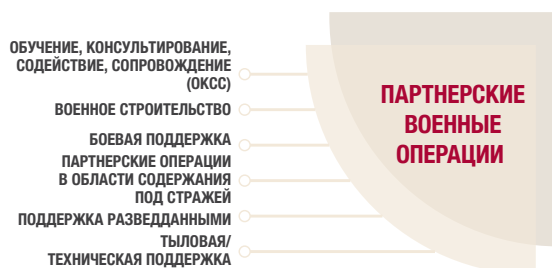 ОБУЧЕНИЕ, КОНСУЛЬТИРОВАНИЕ,
СОДЕЙСТВИЕ, СОПРОВОЖДЕНИЕ
(ОКСС)
ВОЕННОЕ СТРОИТЕЛЬСТВО
БОЕВАЯ ПОДДЕРЖКА
ПАРТНЕРСКИЕ ОПЕРАЦИИ
В ОБЛАСТИ СОДЕРЖАНИЯ
ПОД СТРАЖЕЙ
ПОДДЕРЖКА РАЗВЕДДАННЫМИ
ТЫЛОВАЯ/
ТЕХНИЧЕСКАЯ ПОДДЕРЖКА
ПАРТНЕРСКИЕ
ВОЕННЫЕ
ОПЕРАЦИИ